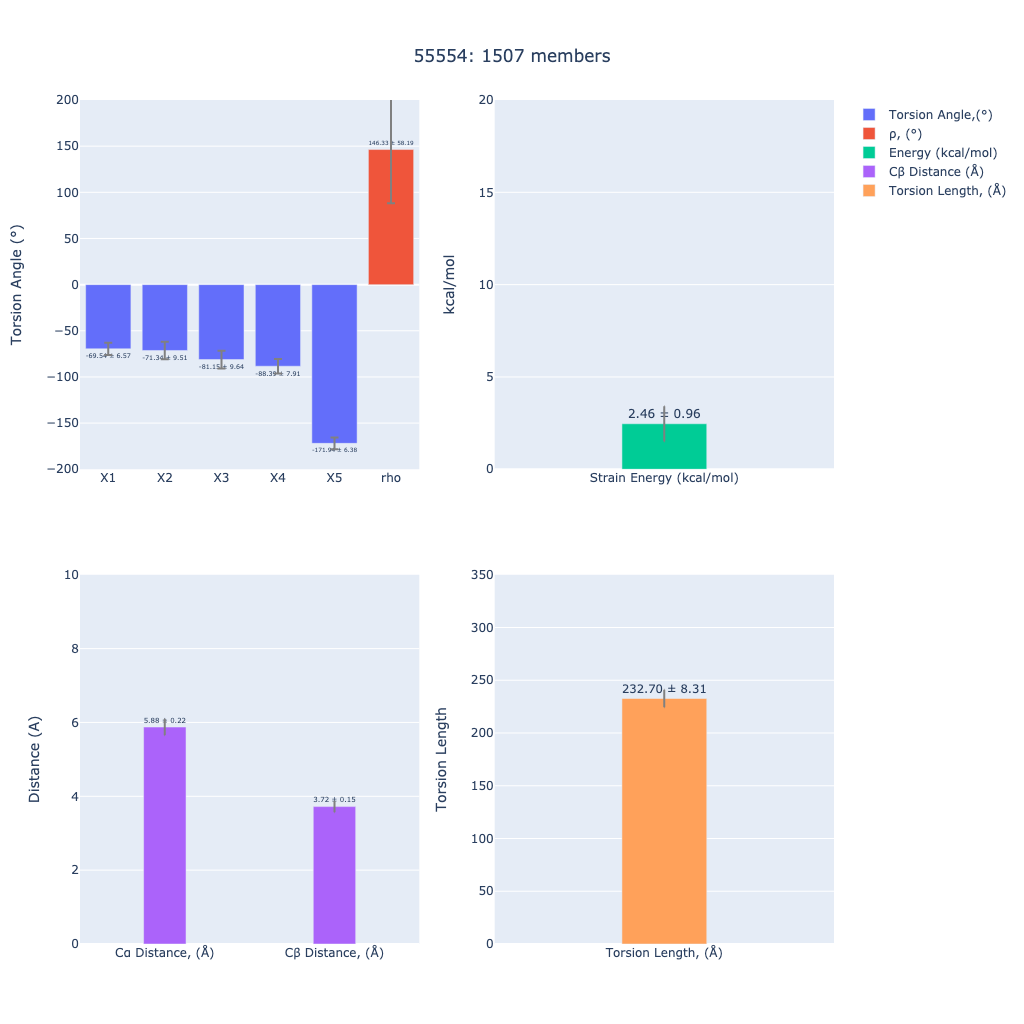 55554: 1507 members
200
150
100
50
0
−50
−100
−150
−200
Torsion Angle (°)
146.33 ± 58.19
-69.54 ± 6.57
-71.34 ± 9.51
-81.15 ± 9.64
-88.39 ± 7.91
-171.94 ± 6.38
X1 X2 X3 X4 X5 rho
20
15
10
5
0
kcal/mol
2.46 ± 0.96
Strain Energy (kcal/mol)
Torsion Angle,(°)
ρ, (°)
Energy (kcal/mol)
Cβ Distance (Å)
Torsion Length, (Å)
10
8
6
4
2
0
Distance (A)
5.88 ± 0.22
3.72 ± 0.15
Cα Distance, (Å) Cβ Distance, (Å)
350
300
250
200
150
100
50
0
Torsion Length
232.70 ± 8.31
Torsion Length, (Å)